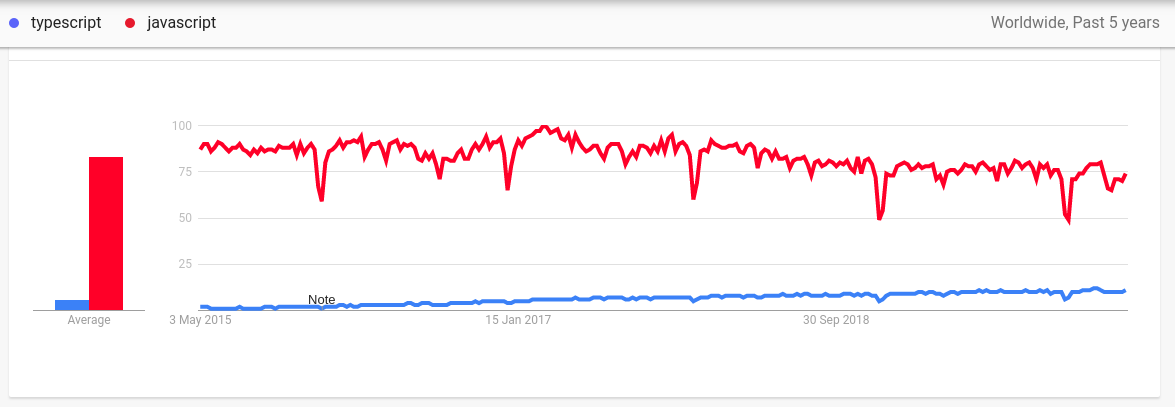 typescript javascript Worldwide, Past 5 years
100
75
50
25
Note
Average 3 May 2015 15 Jan 2017 30 Sep 2018